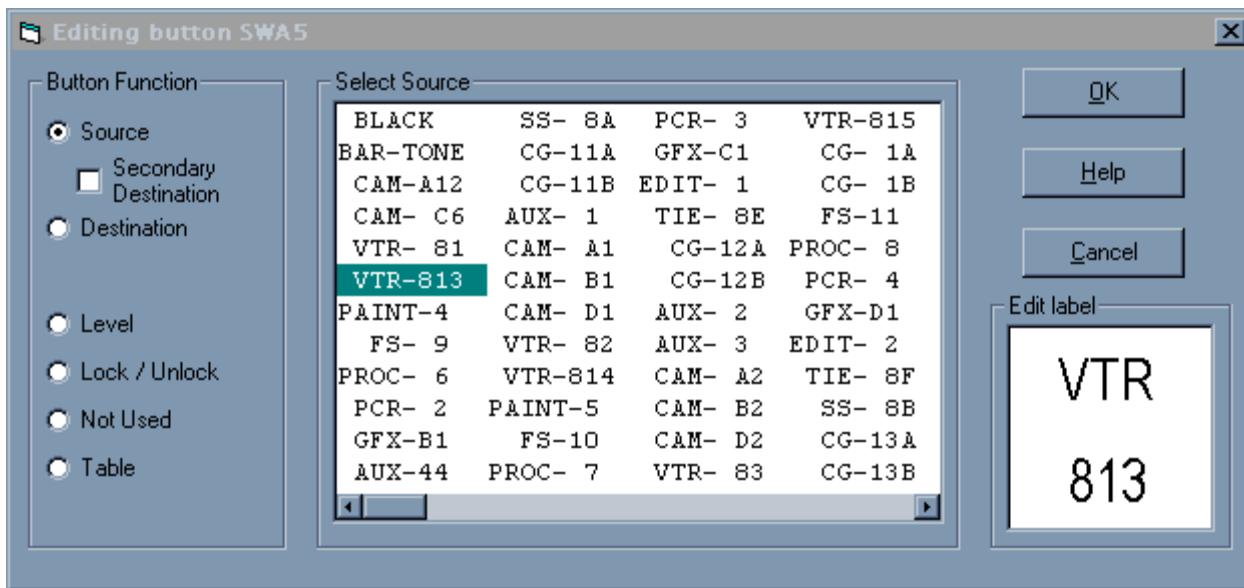 Editing button SWA5
Button Function
Source
Secondary
Destination
Destination
Level
Lock / Unlock
Not Used
Table
Select Source
BLACK SS- 8A PCR- 3 VTR-815
BAR-TONE CG-11A GFX-C1 CG- 1A
CAM-A12 CG-11B EDIT- 1 CG- 1B
CAM- C6 AUX- 1 TIE- 8E FS-11
VTR- 81 CAM- A1 CG-12A PROC- 8
VTR-813 CAM- B1 CG-12B PCR- 4
PAINT-4 CAM- D1 AUX- 2 GFX-D1
FS- 9 VTR- 82 AUX- 3 EDIT- 2
PROC- 6 VTR-814 CAM- A2 TIE- 8F
PCR- 2 PAINT-5 CAM- B2 SS- 8B
GFX-B1 FS-10 CAM- D2 CG-13A
AUX-44 PROC- 7 VTR- 83 CG-13B
OK
Help
Cancel
Edit label
VTR
813